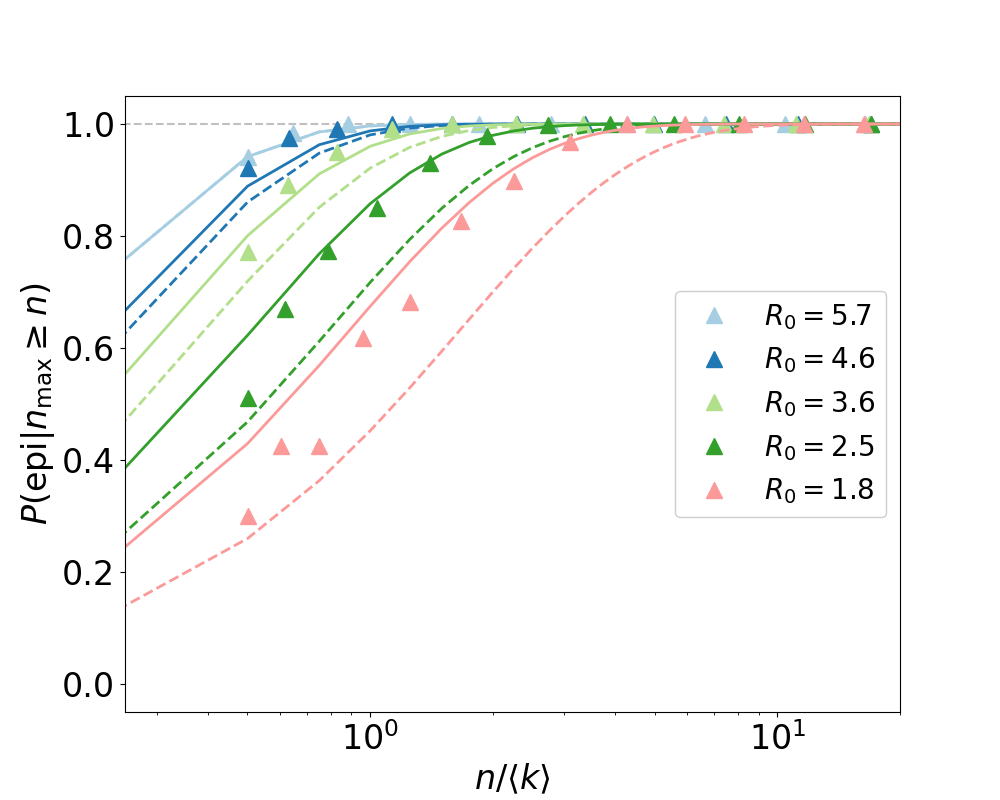 1.0
0.8
0.6
0.4
0.2
0.0
P(epi|n_max ≥ n)
10^0
10^1
n/⟨k⟩
R_0 = 5.7
R_0 = 4.6
R_0 = 3.6
R_0 = 2.5
R_0 = 1.8